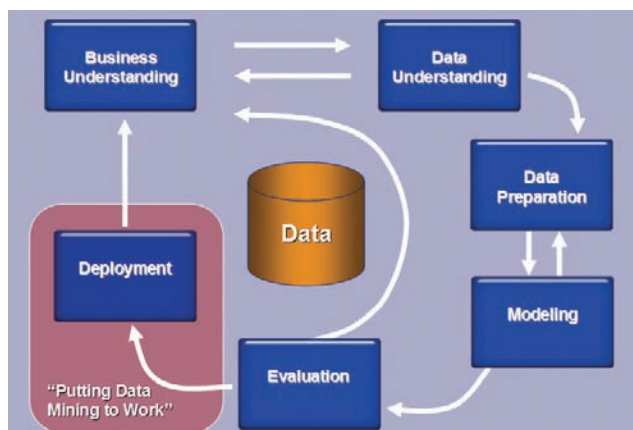 Business
Understanding
Data
Understanding
Data
Preparation
Data
Deployment
Modeling
Evaluation
“Putting Data
Mining to Work”